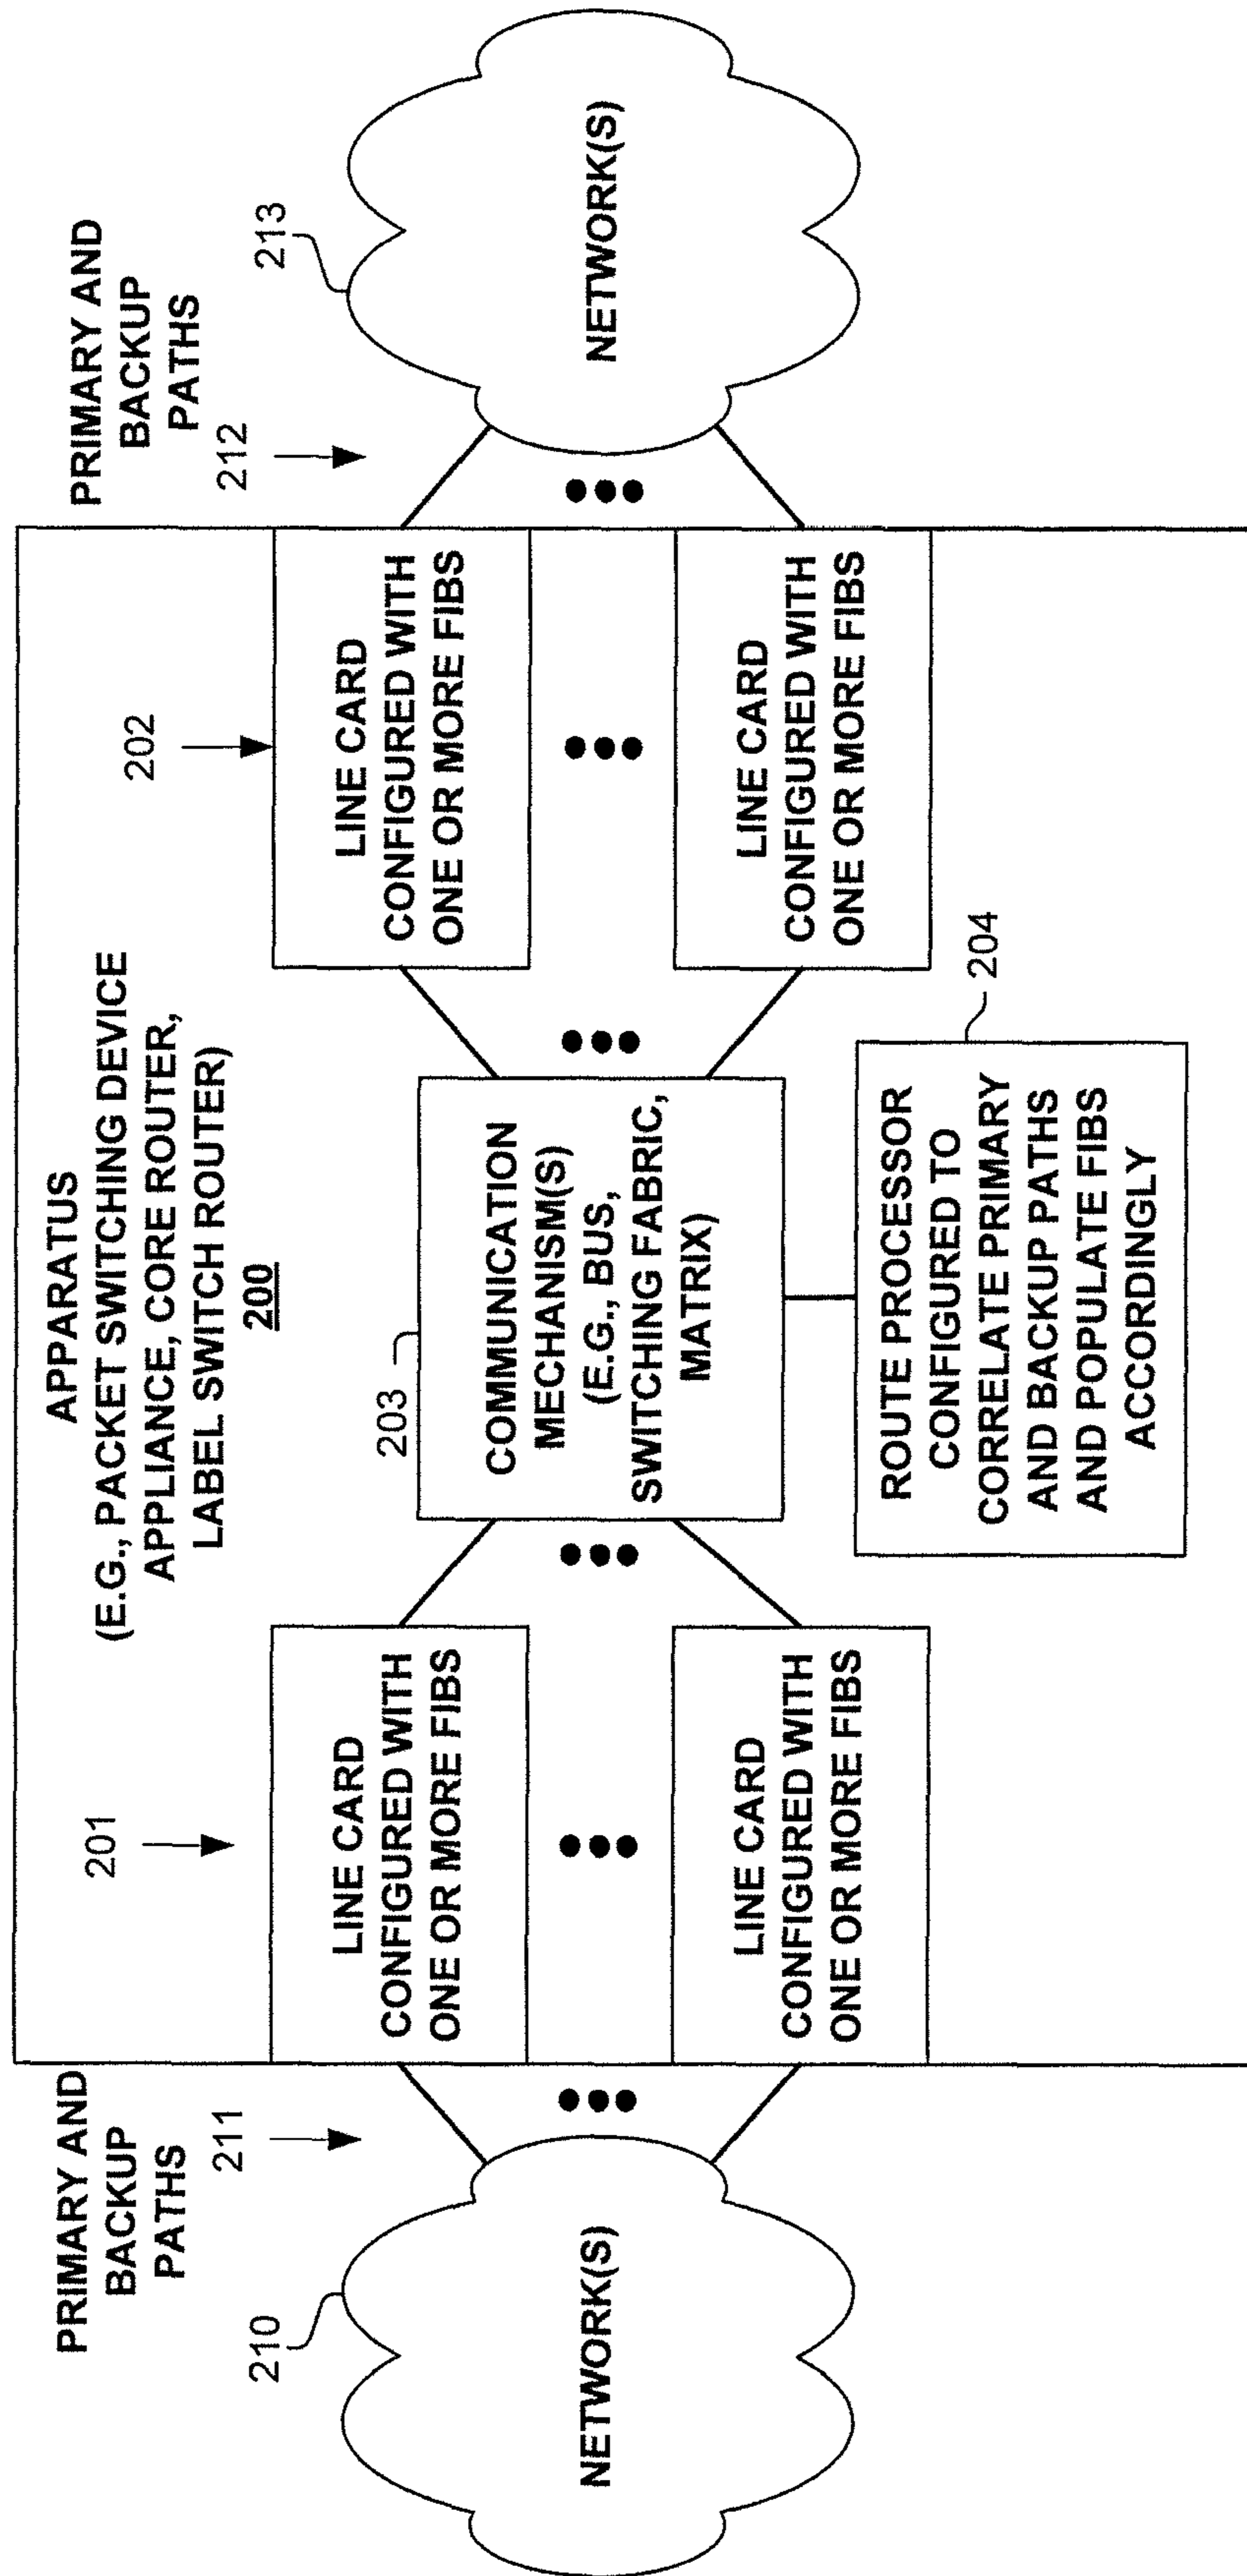 PRIMARY AND
BACKUP
PATHS
211
210
NETWORK(S)
APPARATUS
(E.G., PACKET SWITCHING DEVICE
APPLIANCE, CORE ROUTER,
LABEL SWITCH ROUTER)
200
201
LINE CARD
CONFIGURED WITH
ONE OR MORE FIBS
LINE CARD
CONFIGURED WITH
ONE OR MORE FIBS
203
COMMUNICATION
MECHANISM(S)
(E.G., BUS,
SWITCHING FABRIC,
MATRIX)
204
ROUTE PROCESSOR
CONFIGURED TO
CORRELATE PRIMARY
AND BACKUP PATHS
AND POPULATE FIBS
ACCORDINGLY
202
LINE CARD
CONFIGURED WITH
ONE OR MORE FIBS
LINE CARD
CONFIGURED WITH
ONE OR MORE FIBS
PRIMARY AND
BACKUP
PATHS
212
213
NETWORK(S)